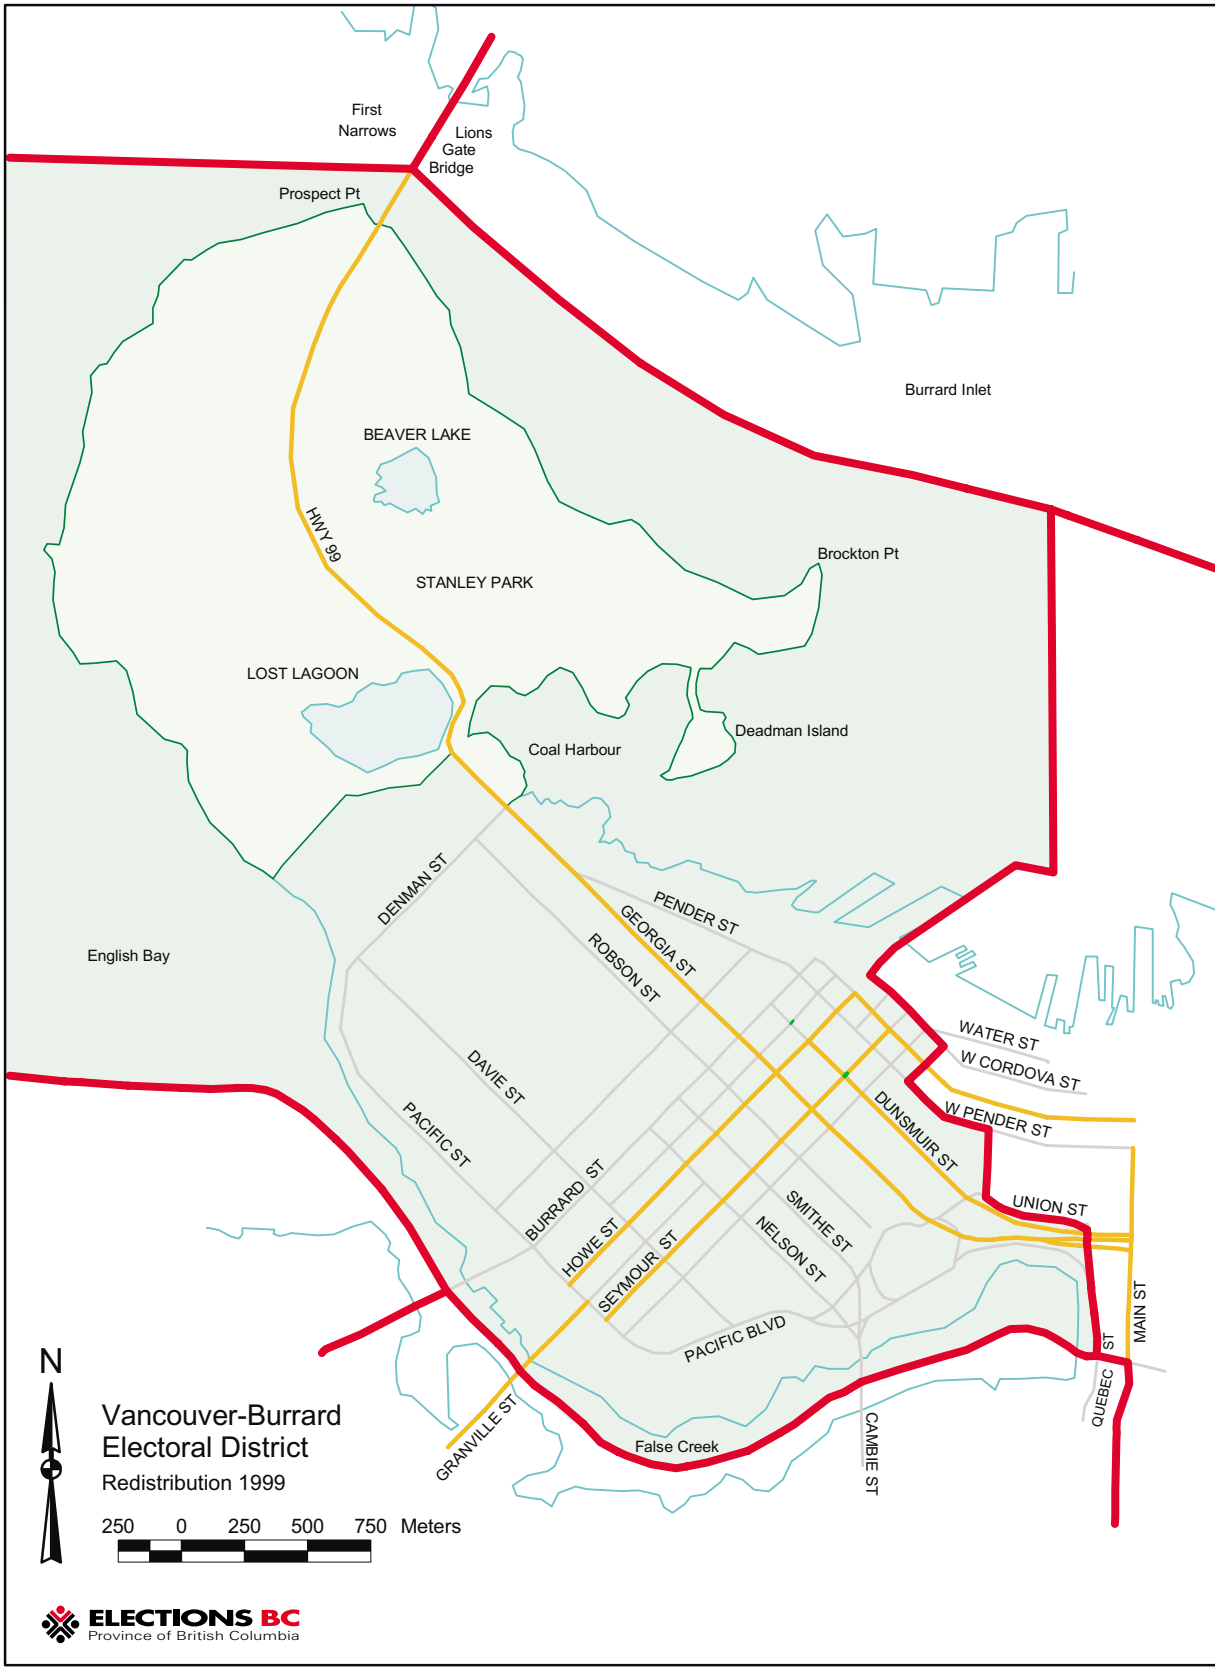 First
Narrows
Lions
Gate
Bridge
Prospect Pt
Burrard Inlet
BEAVER LAKE
HWY 99
Brockton Pt
STANLEY PARK
LOST LAGOON
Deadman Island
Coal Harbour
DENMAN ST
PENDER ST
GEORGIA ST
ROBSON ST
English Bay
WATER ST
W CORDOVA ST
DAVIE ST
PACIFIC ST
DUNSMUIR ST
W PENDER ST
BURRARD ST
SMITHE ST
UNION ST
HOWE ST
SEYMOUR ST
NELSON ST
PACIFIC BLVD
MAIN ST
QUEBEC ST
GRANVILLE ST
False Creek
CAMBIE ST
N
Vancouver-Burrard
Electoral District
Redistribution 1999
250 0 250 500 750 Meters
ELECTIONS BC
Province of British Columbia